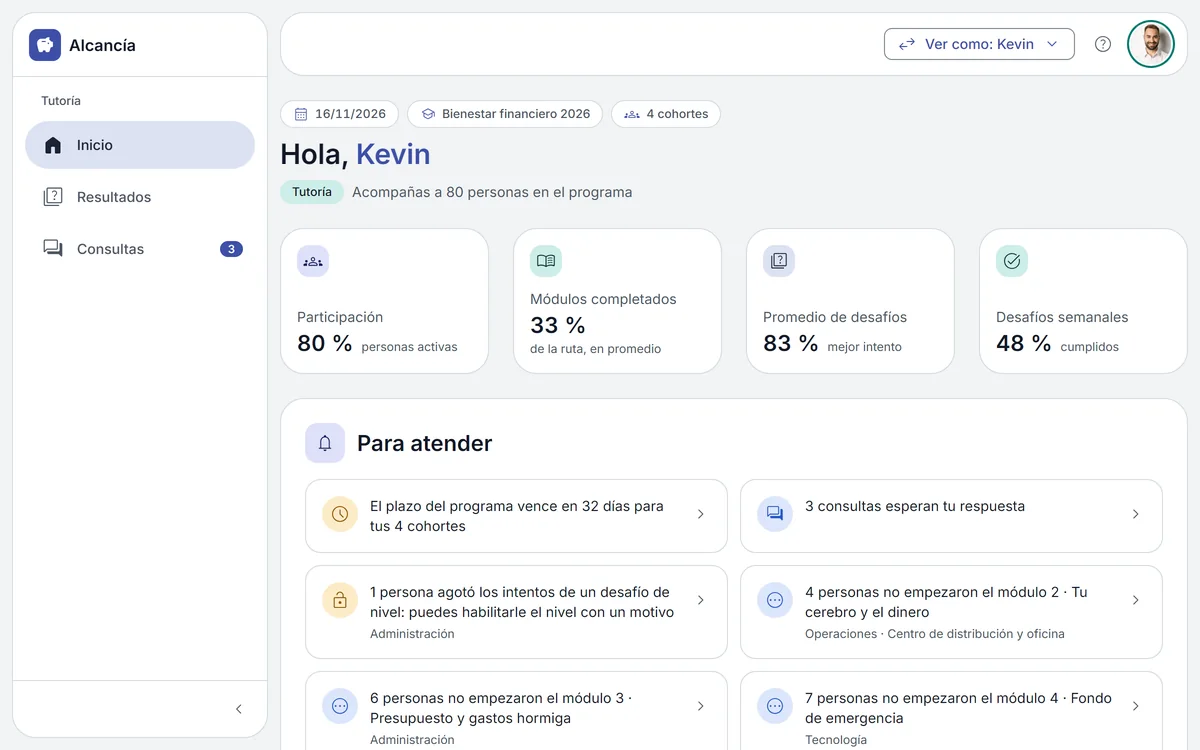 Alcancía
Ver como: Kevin
Tutoría
Inicio
Resultados
Consultas
3
16/11/2026
Bienestar financiero 2026
4 cohortes
Hola, Kevin
Tutoría
Acompañas a 80 personas en el programa
Participación
80 % personas activas
Módulos completados
33 %
de la ruta, en promedio
Promedio de desafíos
83 % mejor intento
Desafíos semanales
48 % cumplidos
Para atender
El plazo del programa vence en 32 días para
tus 4 cohortes
3 consultas esperan tu respuesta
1 persona agotó los intentos de un desafío de
nivel: puedes habilitarle el nivel con un motivo
Administración
4 personas no empezaron el módulo 2 · Tu
cerebro y el dinero
Operaciones · Centro de distribución y oficina
6 personas no empezaron el módulo 3 ·
Presupuesto y gastos hormiga
Administración
7 personas no empezaron el módulo 4 · Fondo
de emergencia
Tecnología